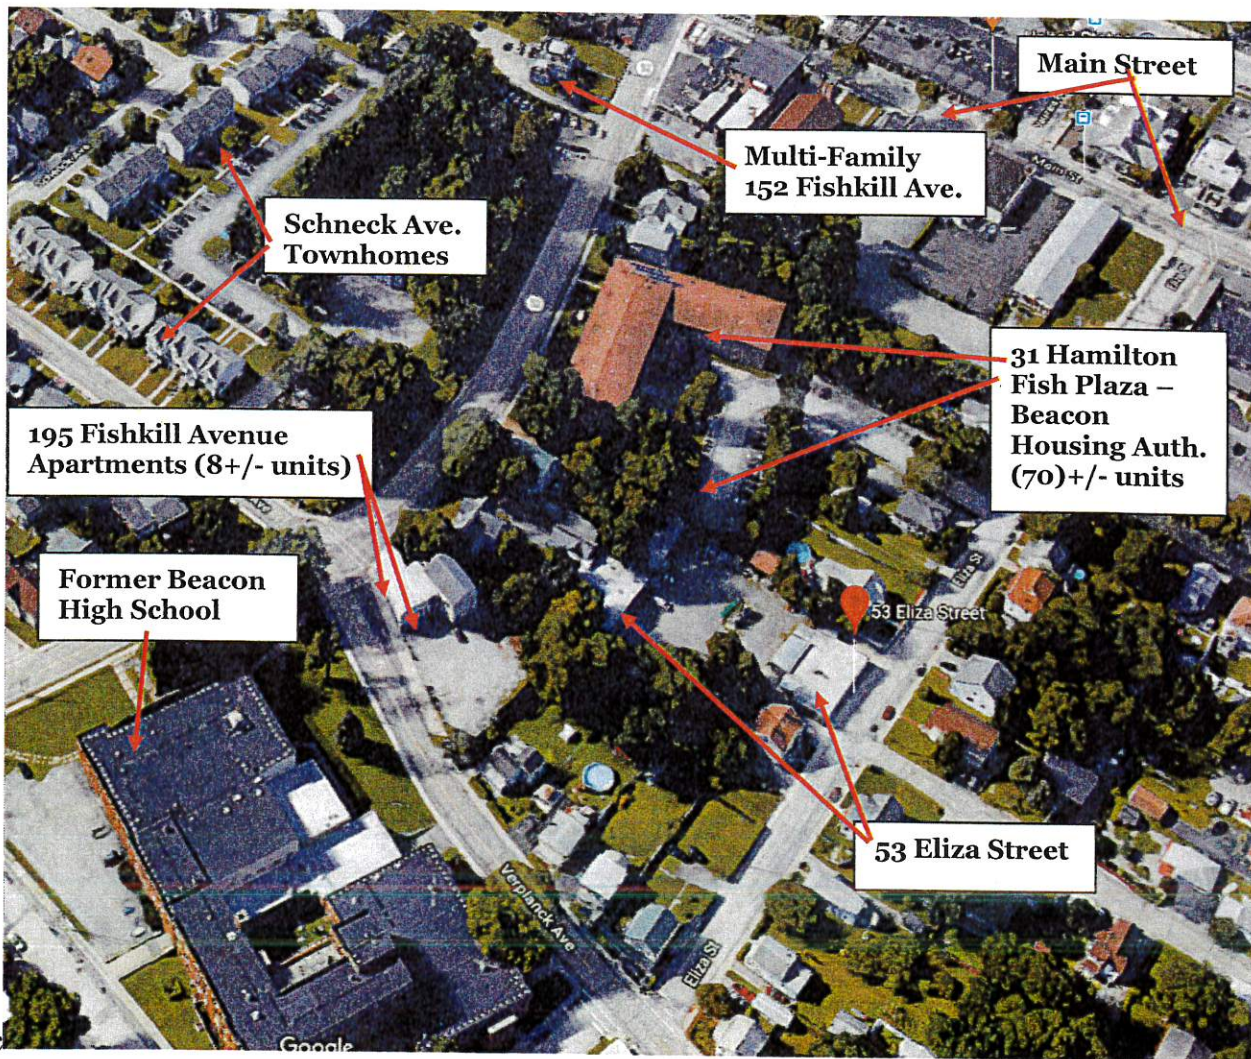 Main Street
Main St
Multi-Family
152 Fishkill Ave.
Schneck Ave.
Townhomes
31 Hamilton
Fish Plaza –
Beacon
Housing Auth.
(70)+/- units
195 Fishkill Avenue
Apartments (8+/- units)
Eliza St
Former Beacon
High School
53 Eliza Street
53 Eliza Street
Verplanck Ave
Eliza St
Google